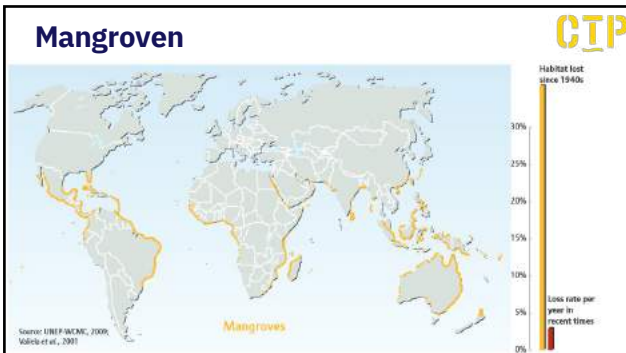 Mangroven
CTP
Habitat lost
since 1940s
30%
25%
20%
15%
10%
5%
0%
Loss rate per
year in
recent times
Mangroves
Source: UNEP-WCMC, 2009;
Valiela et al., 2001